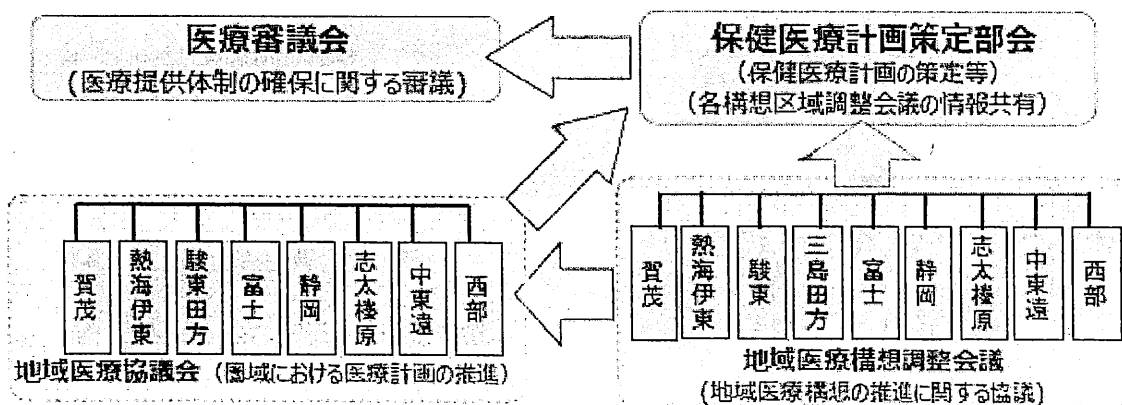 医療審議会
(医療提供体制の確保に関する審議)
保健医療計画策定部会
(保健医療計画の策定等)
(各構想区域調整会議の情報共有)
賀茂
熱海伊東
駿東田方
富士
静岡
志太榛原
中東遠
西部
地域医療協議会 (圏域における医療計画の推進)
賀茂
熱海伊東
駿東
三島田方
富士
静岡
志太榛原
中東遠
西部
地域医療構想調整会議
(地域医療構想の推進に関する協議)